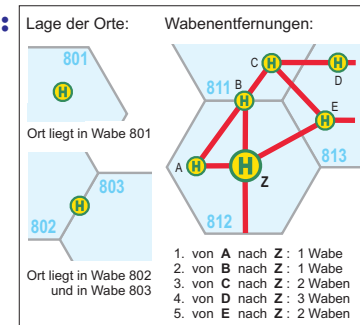 :
Lage der Orte:
801
H
Ort liegt in Wabe 801
803
H
802
Ort liegt in Wabe 802
und in Wabe 803
Wabenentfernungen:
C H
H
D
B
811
H
E
H
A H
H
Z
813
812
1. von A nach Z : 1 Wabe
2. von B nach Z : 1 Wabe
3. von C nach Z : 2 Waben
4. von D nach Z : 3 Waben
5. von E nach Z : 2 Waben